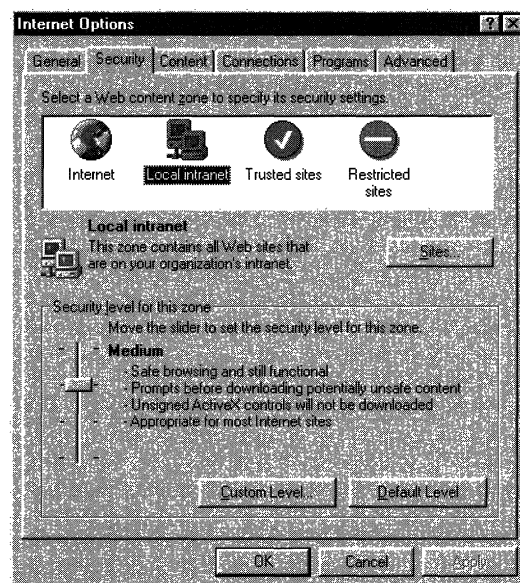 Internet Options
General Security Content Connections Programs Advanced
Select a Web content zone to specify its security settings.
Internet Local intranet Trusted sites Restricted sites
Local intranet
This zone contains all Web sites that
are on your organization's intranet.
Sites...
Security level for this zone
Move the slider to set the security level for this zone.
Medium
- Safe browsing and still functional
- Prompts before downloading potentially unsafe content
- Unsigned ActiveX controls will not be downloaded
- Appropriate for most Internet sites
Custom Level... Default Level
OK Cancel Apply